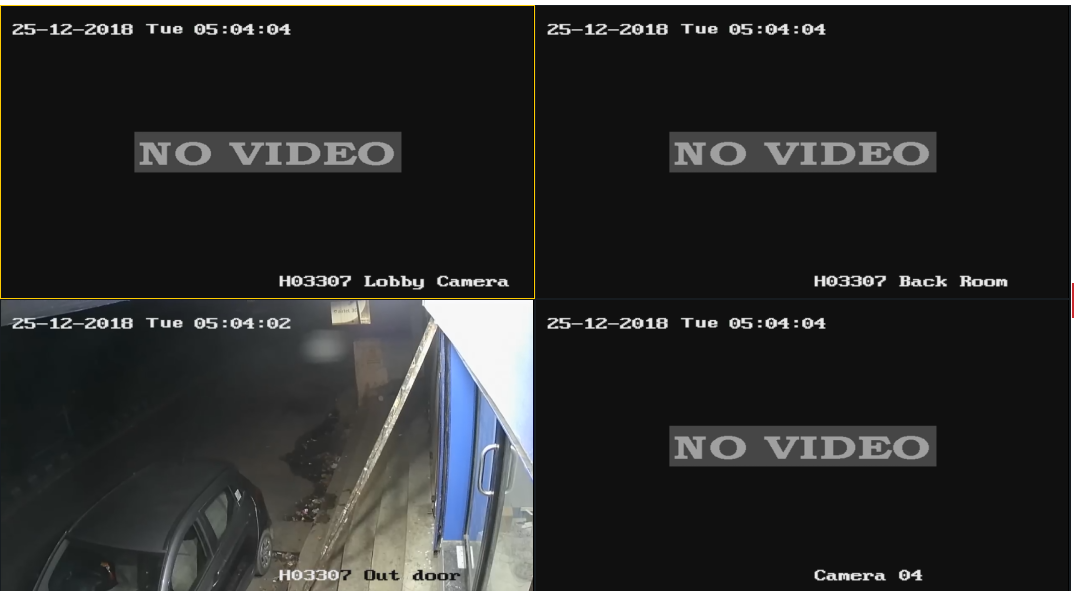 25-12-2018 Tue 05:04:04
NO VIDEO
H03307 Lobby Camera
25-12-2018 Tue 05:04:04
NO VIDEO
H03307 Back Room
25-12-2018 Tue 05:04:02
H03307 Out door
25-12-2018 Tue 05:04:04
NO VIDEO
Camera 04